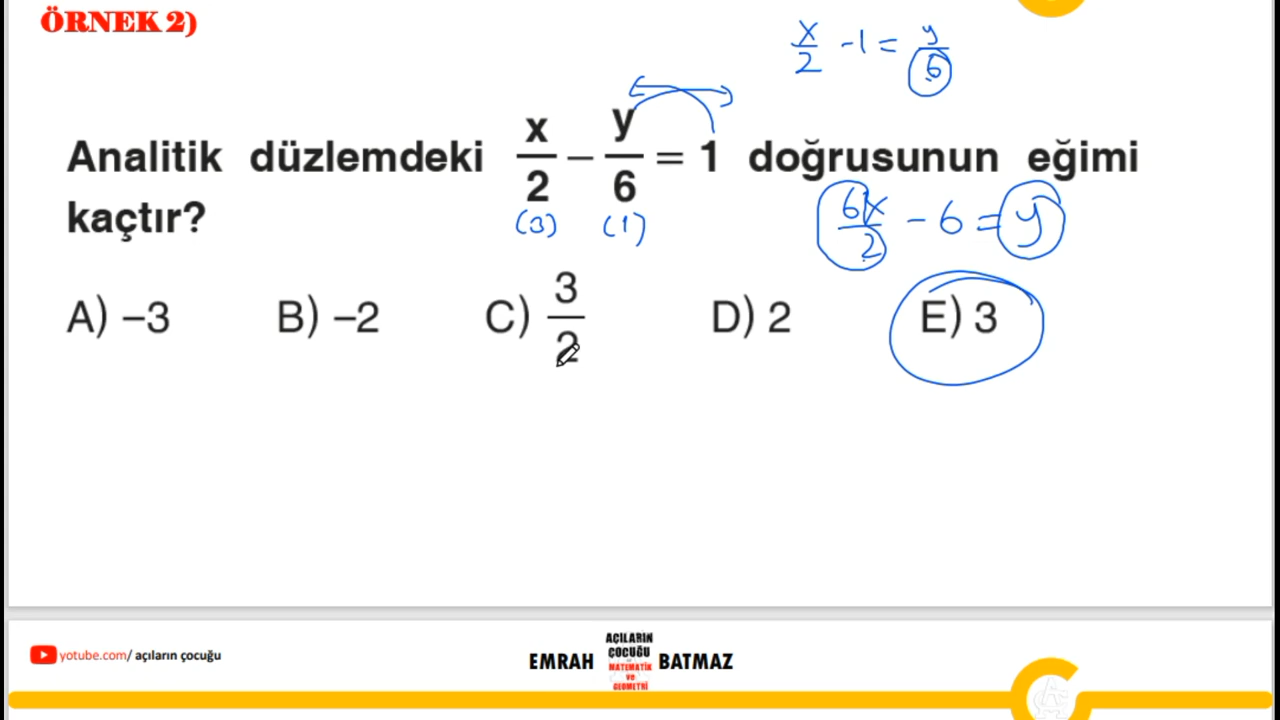 ÖRNEK 2)
x/2 -1 = y/6
Analitik düzlemdeki x/2 − y/6 = 1 doğrusunun eğimi
(3) (1)
kaçtır?
6x/2 - 6 = y
A) –3 B) –2 C) 3/2 D) 2 E) 3
yotube.com/ açıların çocuğu
EMRAH
AÇILARIN
ÇOCUĞU
MATEMATİK
ve
GEOMETRİ
BATMAZ